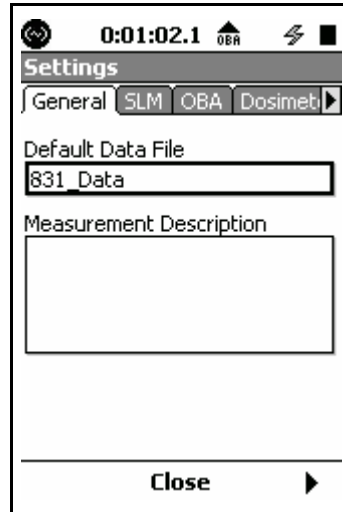 0:01:02.1 OBA
Settings
General SLM OBA Dosimet
Default Data File
831_Data
Measurement Description
Close